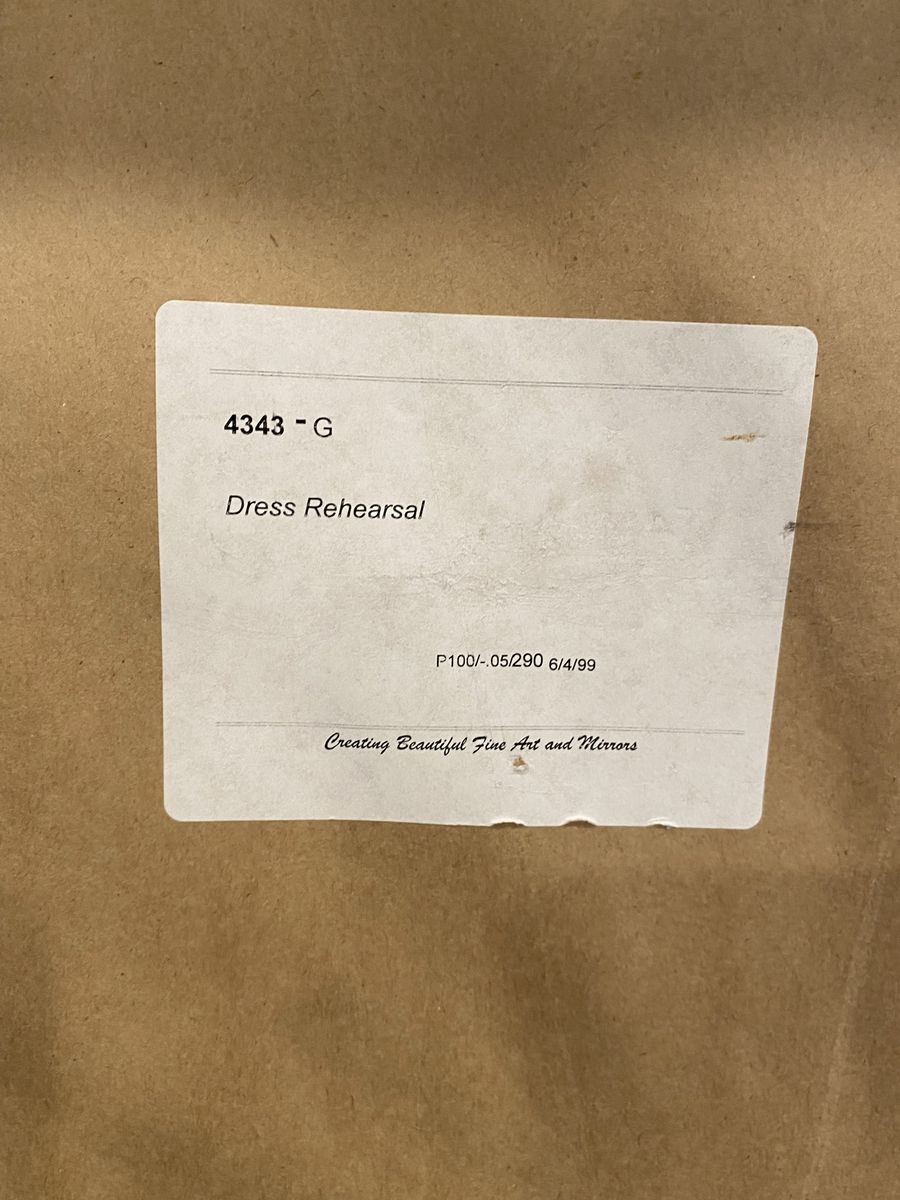 4343 - G
Dress Rehearsal
P100/-.05/290 6/4/99
Creating Beautiful Fine Art and Mirrors